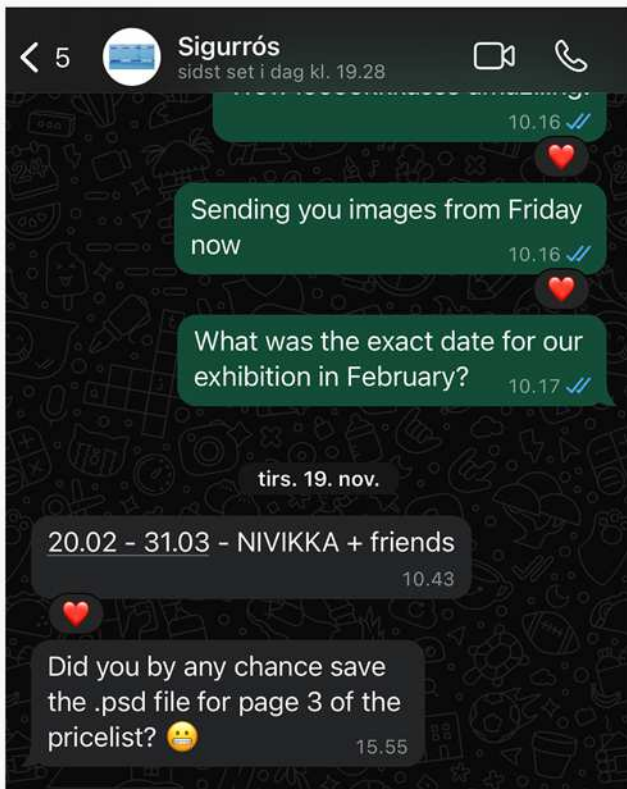 5
Sigurrós
sidst set i dag kl. 19.28
10.16
Sending you images from Friday
now
10.16
What was the exact date for our
exhibition in February?
10.17
tirs. 19. nov.
20.02 - 31.03 - NIVIKKA + friends
10.43
Did you by any chance save
the .psd file for page 3 of the
pricelist? 😬
15.55